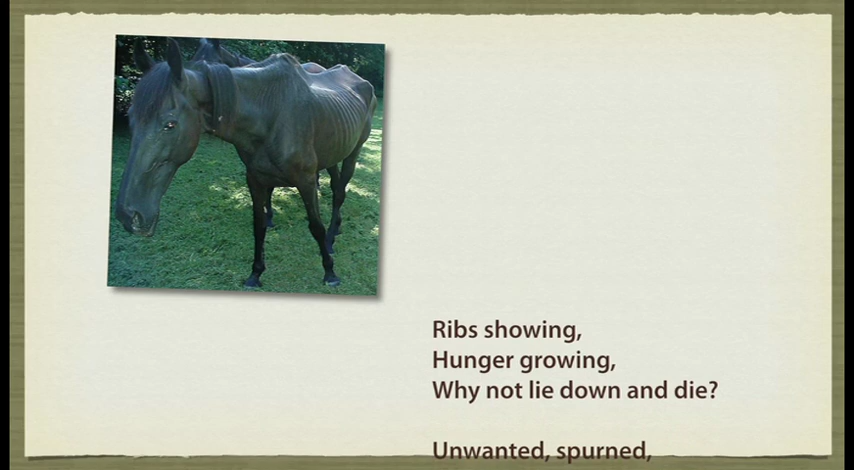 Ribs showing,
Hunger growing,
Why not lie down and die?
Unwanted, spurned,